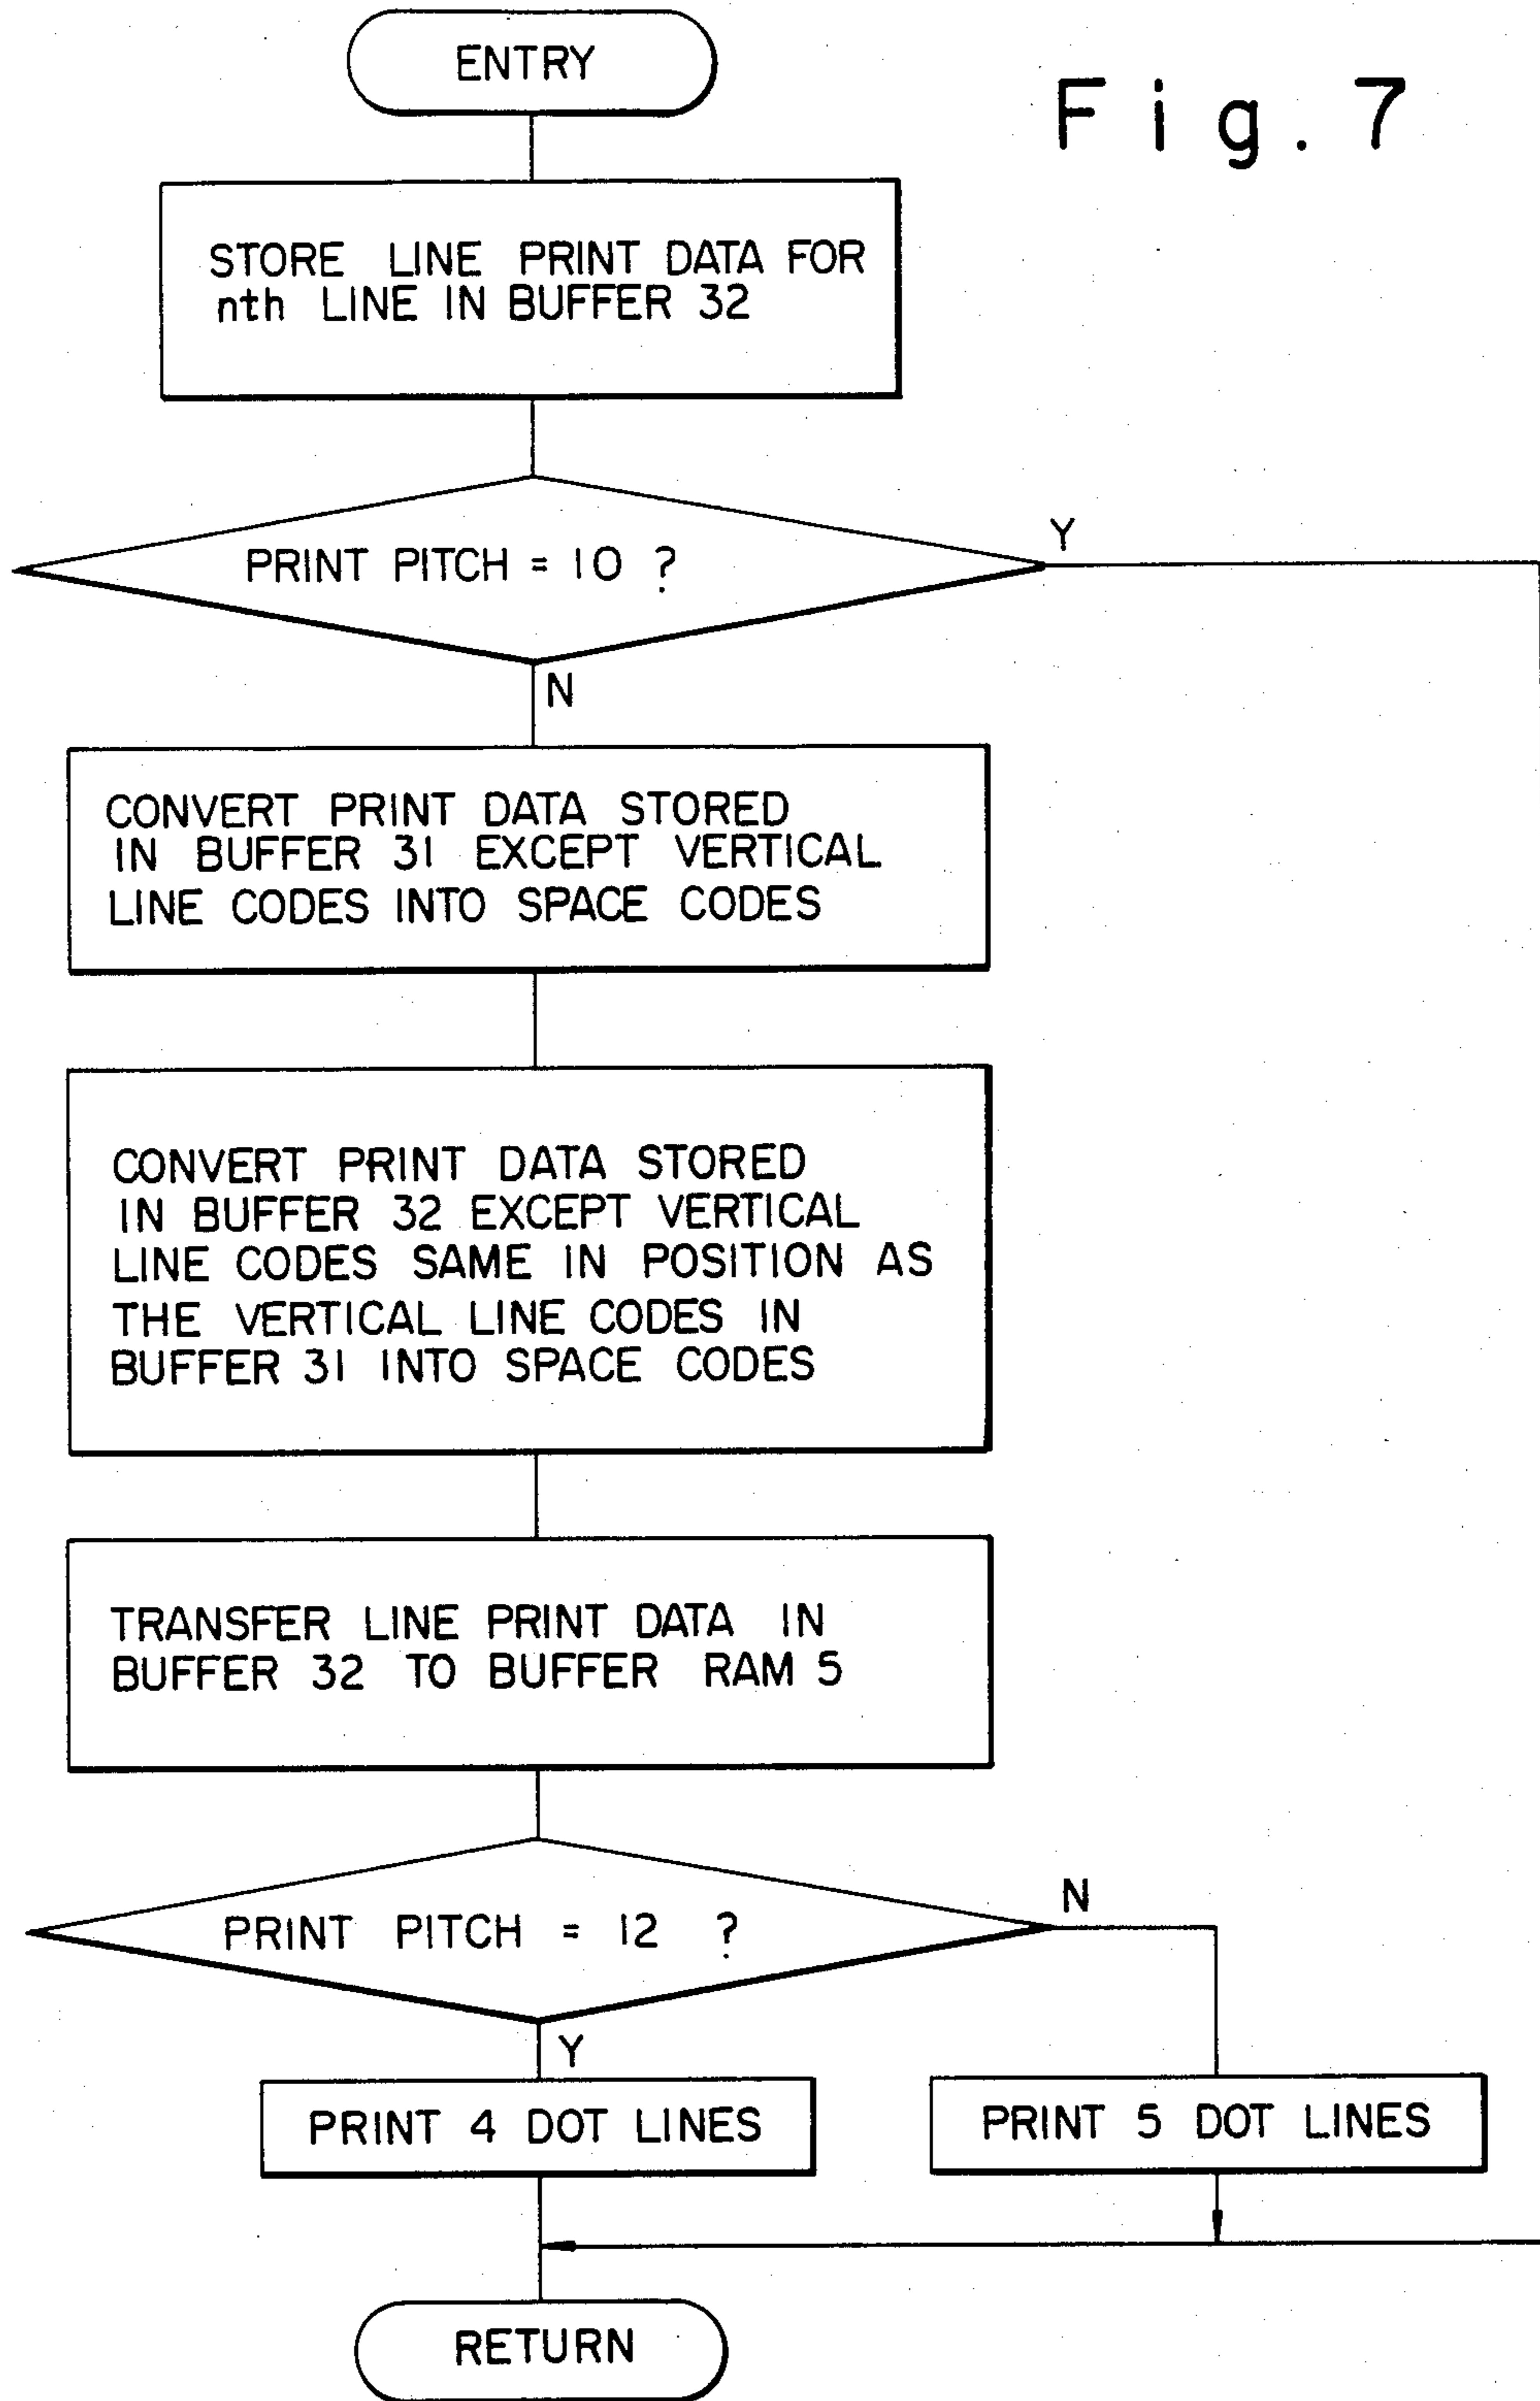 ENTRY
Fig. 7
STORE LINE PRINT DATA FOR
nth LINE IN BUFFER 32
PRINT PITCH = 10 ?
Y
N
CONVERT PRINT DATA STORED
IN BUFFER 31 EXCEPT VERTICAL
LINE CODES INTO SPACE CODES
CONVERT PRINT DATA STORED
IN BUFFER 32 EXCEPT VERTICAL
LINE CODES SAME IN POSITION AS
THE VERTICAL LINE CODES IN
BUFFER 31 INTO SPACE CODES
TRANSFER LINE PRINT DATA IN
BUFFER 32 TO BUFFER RAM 5
PRINT PITCH = 12 ?
N
Y
PRINT 4 DOT LINES
PRINT 5 DOT LINES
RETURN